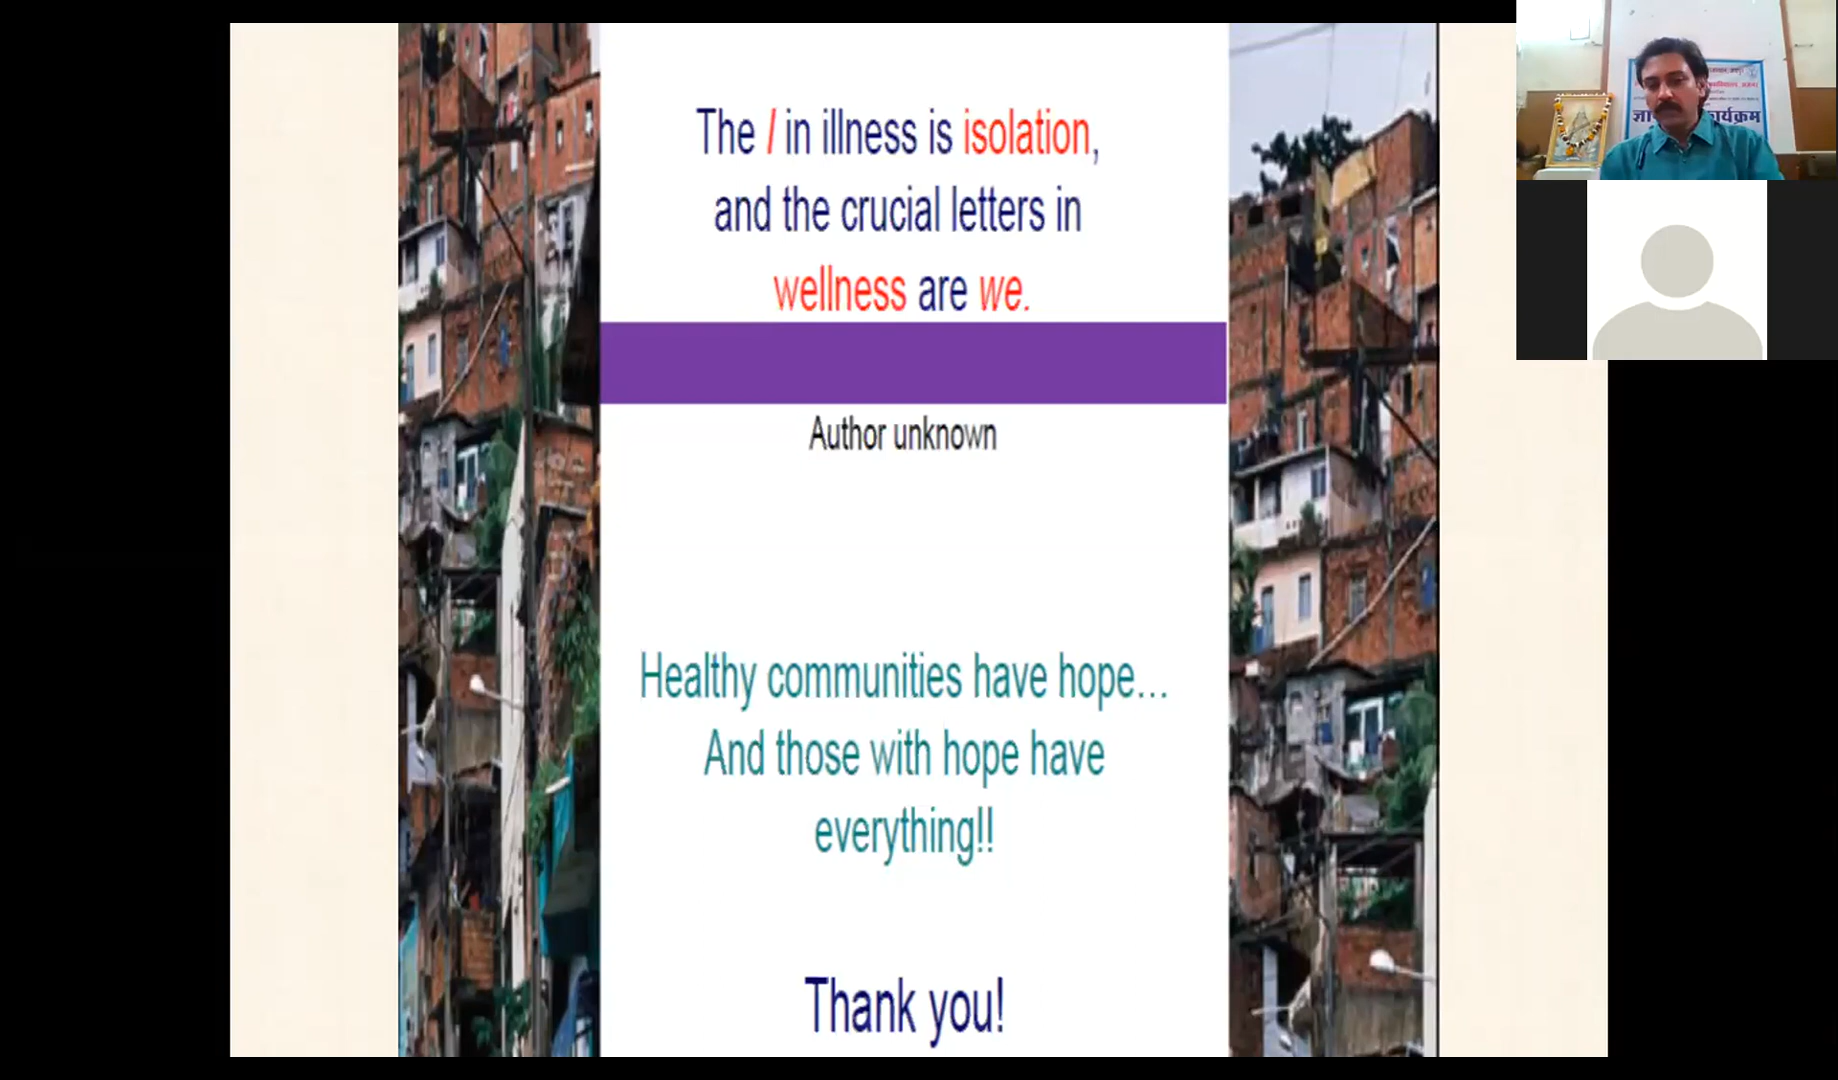 The I in illness is isolation,
and the crucial letters in
wellness are we.
Author unknown
Healthy communities have hope...
And those with hope have
everything!!
Thank you!